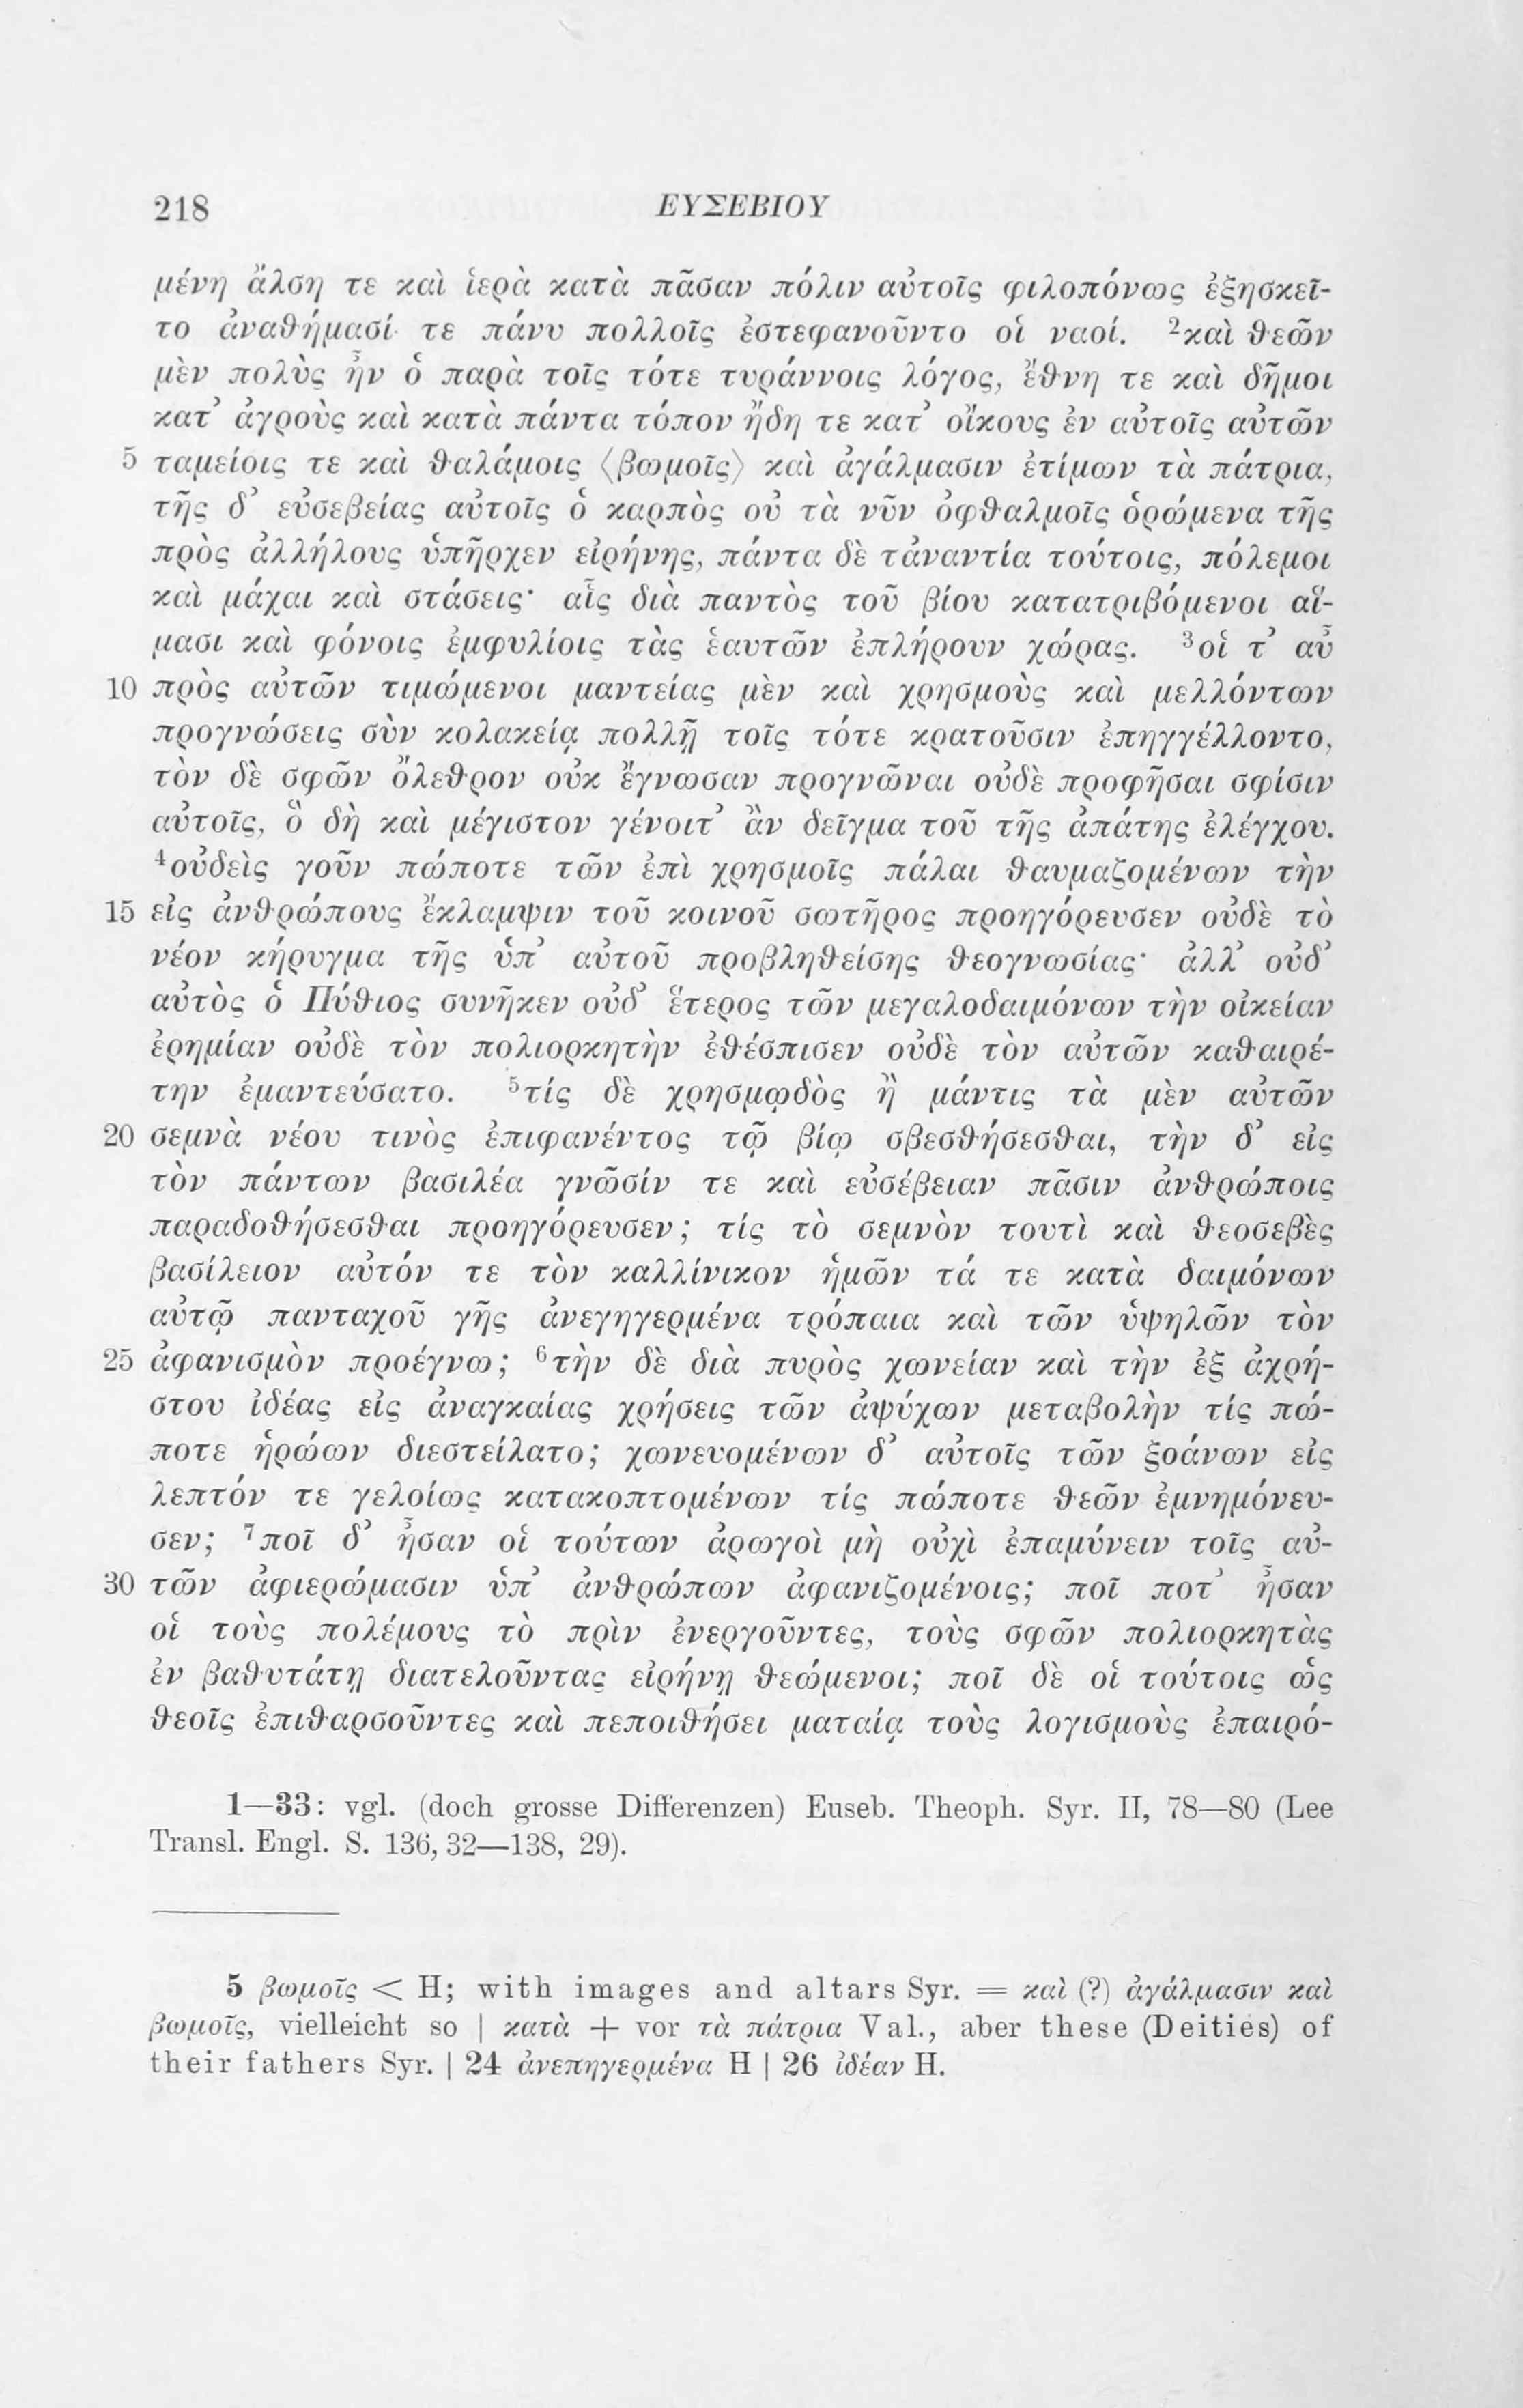 218 ΕΥΣΕΒΙΟΥ
μένη ἄλση τε καὶ ἱερὰ κατὰ πᾶσαν πόλιν αὐτοῖς φιλοπόνως ἐξησκεῖ-
το ἀναθήμασί τε πάνυ πολλοῖς ἐστεφανοῦντο οἱ ναοί. ²καὶ θεῶν
μὲν πολὺς ἦν ὁ παρὰ τοῖς τότε τυράννοις λόγος, ἔθνη τε καὶ δῆμοι
κατ᾽ ἀγροὺς καὶ κατὰ πάντα τόπον ἤδη τε κατ᾽ οἴκους ἐν αὐτοῖς αὐτῶν
5 ταμείοις τε καὶ θαλάμοις ⟨βωμοῖς⟩ καὶ ἀγάλμασιν ἐτίμων τὰ πάτρια,
τῆς δ᾽ εὐσεβείας αὐτοῖς ὁ καρπὸς οὐ τὰ νῦν ὀφθαλμοῖς ὁρώμενα τῆς
πρὸς ἀλλήλους ὑπῆρχεν εἰρήνης, πάντα δὲ τἀναντία τούτοις, πόλεμοι
καὶ μάχαι καὶ στάσεις· αἷς διὰ παντὸς τοῦ βίου κατατριβόμενοι αἵ-
μασι καὶ φόνοις ἐμφυλίοις τὰς ἑαυτῶν ἐπλήρουν χώρας. ³οἱ τ᾽ αὖ
10 πρὸς αὐτῶν τιμώμενοι μαντείας μὲν καὶ χρησμοὺς καὶ μελλόντων
προγνώσεις σὺν κολακείᾳ πολλῇ τοῖς τότε κρατοῦσιν ἐπηγγέλλοντο,
τὸν δὲ σφῶν ὄλεθρον οὐκ ἔγνωσαν προγνῶναι οὐδὲ προφῆσαι σφίσιν
αὐτοῖς, ὃ δὴ καὶ μέγιστον γένοιτ᾽ ἂν δεῖγμα τοῦ τῆς ἀπάτης ἐλέγχου.
⁴οὐδεὶς γοῦν πώποτε τῶν ἐπὶ χρησμοῖς πάλαι θαυμαζομένων τὴν
15 εἰς ἀνθρώπους ἔκλαμψιν τοῦ κοινοῦ σωτῆρος προηγόρευσεν οὐδὲ τὸ
νέον κήρυγμα τῆς ὑπ᾽ αὐτοῦ προβληθείσης θεογνωσίας· ἀλλ᾽ οὐδ᾽
αὐτὸς ὁ Πύθιος συνῆκεν οὐδ᾽ ἕτερος τῶν μεγαλοδαιμόνων τὴν οἰκείαν
ἐρημίαν οὐδὲ τὸν πολιορκητὴν ἐθέσπισεν οὐδὲ τὸν αὐτῶν καθαιρέ-
την ἐμαντεύσατο. ⁵τίς δὲ χρησμῳδὸς ἢ μάντις τὰ μὲν αὐτῶν
20 σεμνὰ νέου τινὸς ἐπιφανέντος τῷ βίῳ σβεσθήσεσθαι, τὴν δ᾽ εἰς
τὸν πάντων βασιλέα γνῶσίν τε καὶ εὐσέβειαν πᾶσιν ἀνθρώποις
παραδοθήσεσθαι προηγόρευσεν; τίς τὸ σεμνὸν τουτὶ καὶ θεοσεβὲς
βασίλειον αὐτόν τε τὸν καλλίνικον ἡμῶν τά τε κατὰ δαιμόνων
αὐτῷ πανταχοῦ γῆς ἀνεγηγερμένα τρόπαια καὶ τῶν ὑψηλῶν τὸν
25 ἀφανισμὸν προέγνω; ⁶τὴν δὲ διὰ πυρὸς χωνείαν καὶ τὴν ἐξ ἀχρή-
στου ἰδέας εἰς ἀναγκαίας χρήσεις τῶν ἀψύχων μεταβολὴν τίς πώ-
ποτε ἡρώων διεστείλατο; χωνευομένων δ᾽ αὐτοῖς τῶν ξοάνων εἰς
λεπτόν τε γελοίως κατακοπτομένων τίς πώποτε θεῶν ἐμνημόνευ-
σεν; ⁷ποῖ δ᾽ ἦσαν οἱ τούτων ἀρωγοὶ μὴ οὐχὶ ἐπαμύνειν τοῖς αὐ-
30 τῶν ἀφιερώμασιν ὑπ᾽ ἀνθρώπων ἀφανιζομένοις; ποῖ ποτ᾽ ἦσαν
οἱ τοὺς πολέμους τὸ πρὶν ἐνεργοῦντες, τοὺς σφῶν πολιορκητὰς
ἐν βαθυτάτῃ διατελοῦντας εἰρήνῃ θεώμενοι; ποῖ δὲ οἱ τούτοις ὡς
θεοῖς ἐπιθαρσοῦντες καὶ πεποιθήσει ματαίᾳ τοὺς λογισμοὺς ἐπαιρό-
1—33: vgl. (doch grosse Differenzen) Euseb. Theoph. Syr. II, 78—80 (Lee
Transl. Engl. S. 136, 32—138, 29).
5 βωμοῖς < H; with images and altars Syr. = καὶ (?) ἀγάλμασιν καὶ
βωμοῖς, vielleicht so | κατὰ + vor τὰ πάτρια Val., aber these (Deities) of
their fathers Syr. | 24 ἀνεπηγερμένα H | 26 ἰδέαν H.